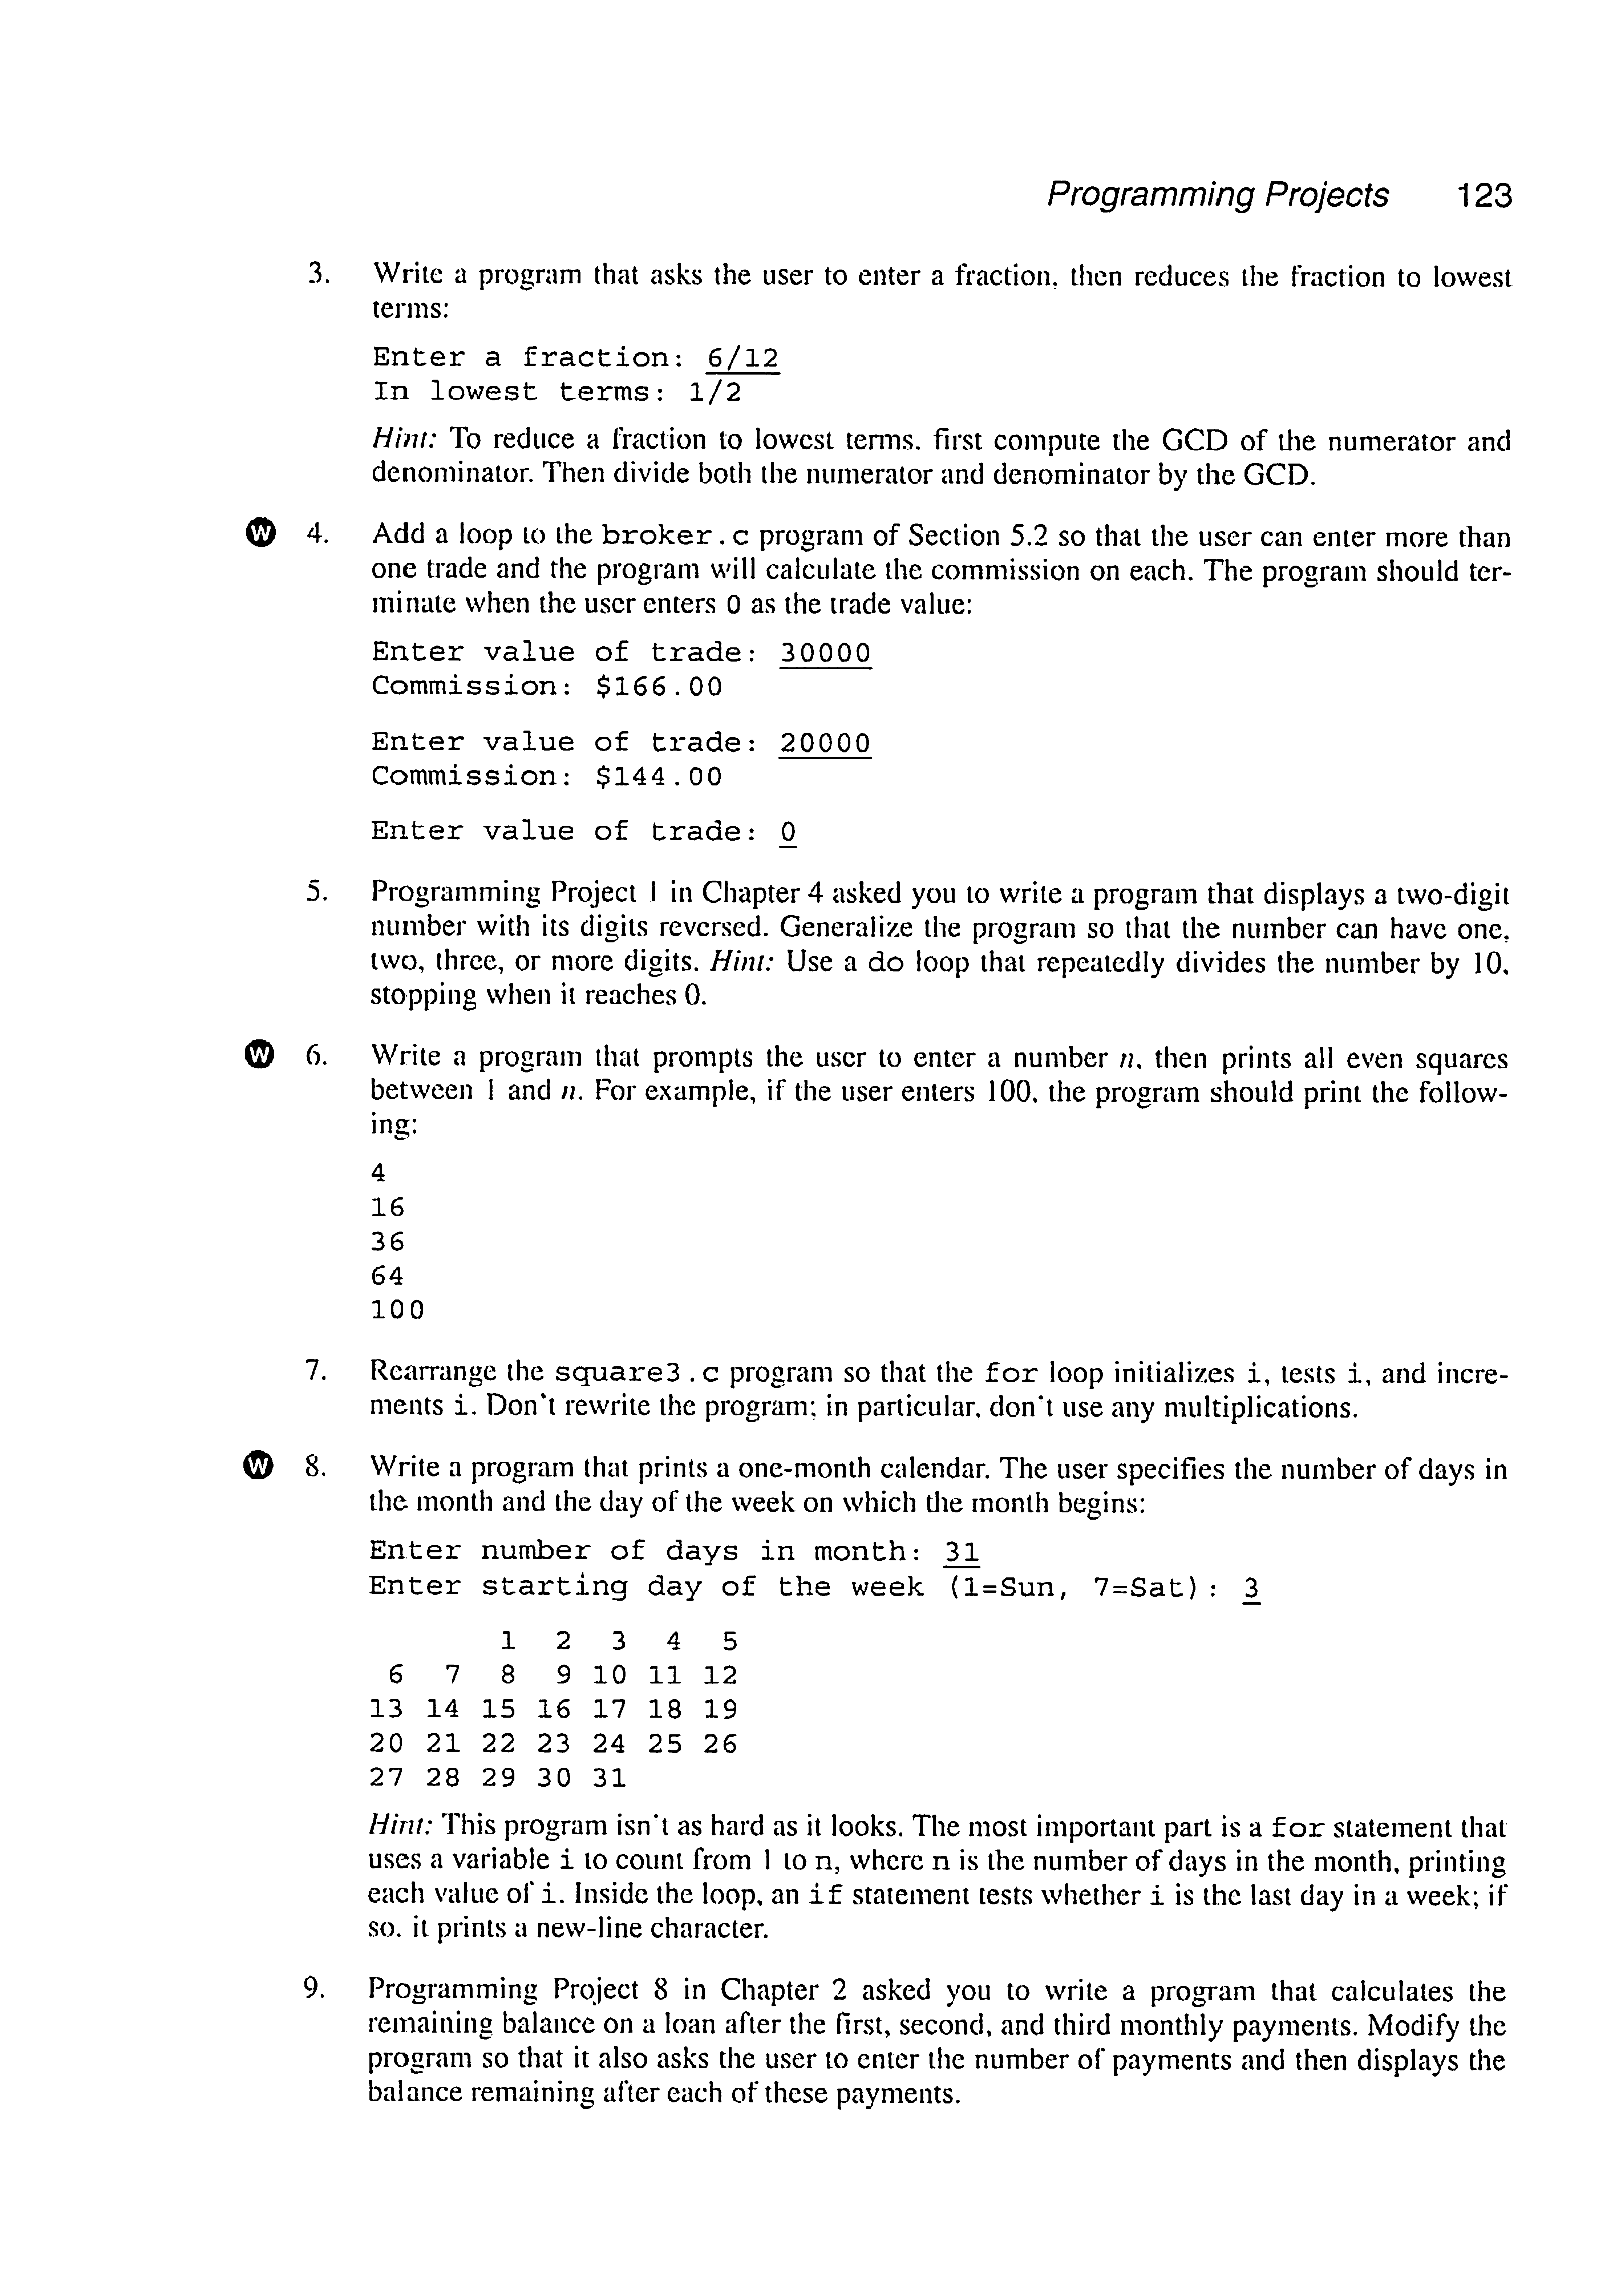 Programming Projects 123
3. Write a program that asks the user to enter a fraction, then reduces the fraction to lowest
terms:
Enter a fraction: 6/12
In lowest terms: 1/2
Hint: To reduce a fraction to lowest terms, first compute the GCD of the numerator and
denominator. Then divide both the numerator and denominator by the GCD.
W 4. Add a loop to the broker.c program of Section 5.2 so that the user can enter more than
one trade and the program will calculate the commission on each. The program should ter-
minate when the user enters 0 as the trade value:
Enter value of trade: 30000
Commission: $166.00
Enter value of trade: 20000
Commission: $144.00
Enter value of trade: 0
5. Programming Project 1 in Chapter 4 asked you to write a program that displays a two-digit
number with its digits reversed. Generalize the program so that the number can have one,
two, three, or more digits. Hint: Use a do loop that repeatedly divides the number by 10,
stopping when it reaches 0.
W 6. Write a program that prompts the user to enter a number n, then prints all even squares
between 1 and n. For example, if the user enters 100, the program should print the follow-
ing:
4
16
36
64
100
7. Rearrange the square3.c program so that the for loop initializes i, tests i, and incre-
ments i. Don't rewrite the program; in particular, don't use any multiplications.
W 8. Write a program that prints a one-month calendar. The user specifies the number of days in
the month and the day of the week on which the month begins:
Enter number of days in month: 31
Enter starting day of the week (1=Sun, 7=Sat): 3
1 2 3 4 5
6 7 8 9 10 11 12
13 14 15 16 17 18 19
20 21 22 23 24 25 26
27 28 29 30 31
Hint: This program isn't as hard as it looks. The most important part is a for statement that
uses a variable i to count from 1 to n, where n is the number of days in the month, printing
each value of i. Inside the loop, an if statement tests whether i is the last day in a week; if
so, it prints a new-line character.
9. Programming Project 8 in Chapter 2 asked you to write a program that calculates the
remaining balance on a loan after the first, second, and third monthly payments. Modify the
program so that it also asks the user to enter the number of payments and then displays the
balance remaining after each of these payments.